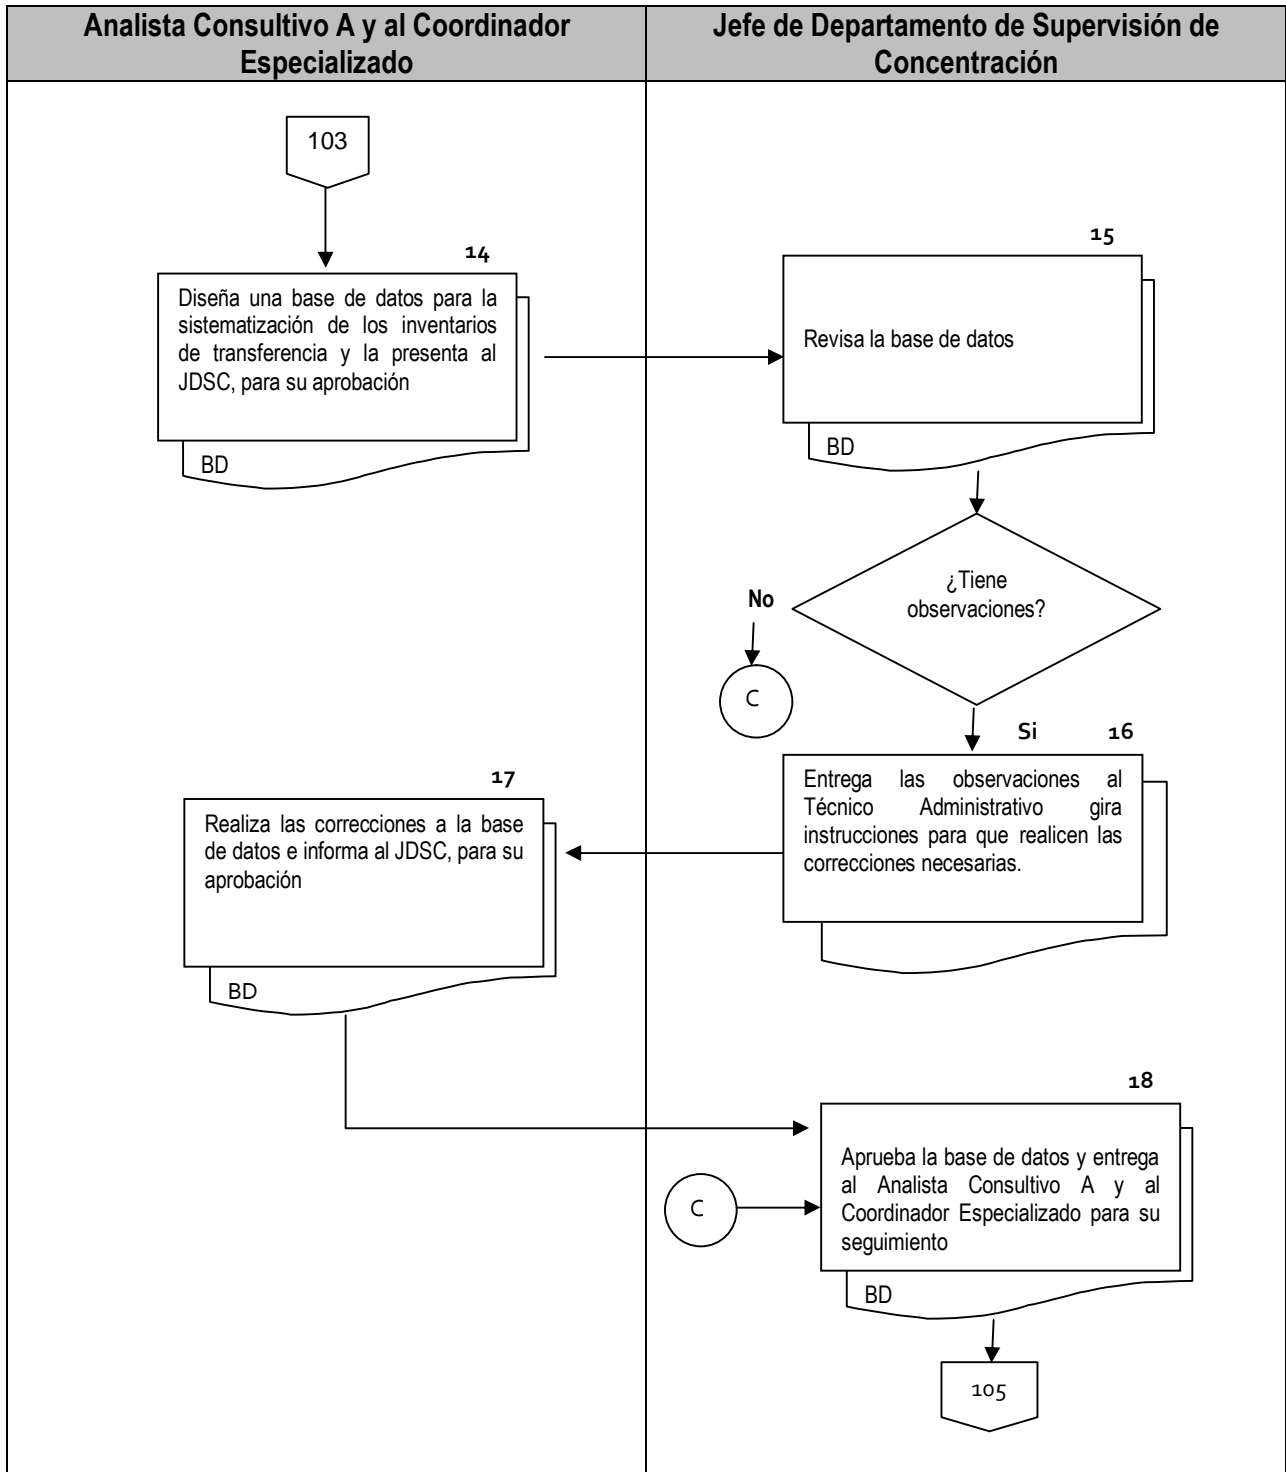 Analista Consultivo A y al Coordinador
Especializado
Jefe de Departamento de Supervisión de
Concentración
103
14
Diseña una base de datos para la
sistematización de los inventarios
de transferencia y la presenta al
JDSC, para su aprobación
BD
15
Revisa la base de datos
BD
¿Tiene
observaciones?
No
C
Si
16
Entrega las observaciones al
Técnico Administrativo gira
instrucciones para que realicen las
correcciones necesarias.
17
Realiza las correcciones a la base
de datos e informa al JDSC, para su
aprobación
BD
18
Aprueba la base de datos y entrega
al Analista Consultivo A y al
Coordinador Especializado para su
seguimiento
C
BD
105